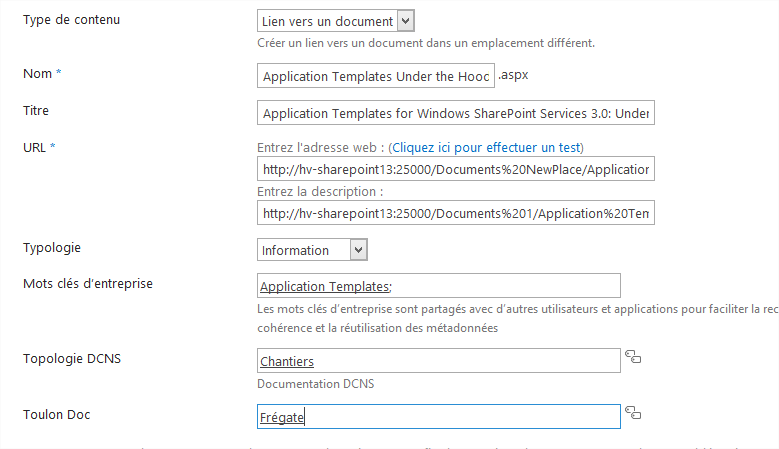 Type de contenu
Lien vers un document
Créer un lien vers un document dans un emplacement différent.
Nom *
Application Templates Under the Hooc .aspx
Titre
Application Templates for Windows SharePoint Services 3.0: Under
URL *
Entrez l'adresse web : (Cliquez ici pour effectuer un test)
http://hv-sharepoint13:25000/Documents%20NewPlace/Application
Entrez la description :
http://hv-sharepoint13:25000/Documents%201/Application%20Tem
Typologie
Information
Mots clés d'entreprise
Application Templates;
Les mots clés d'entreprise sont partagés avec d'autres utilisateurs et applications pour faciliter la rec
cohérence et la réutilisation des métadonnées
Topologie DCNS
Chantiers
Documentation DCNS
Toulon Doc
Frégate